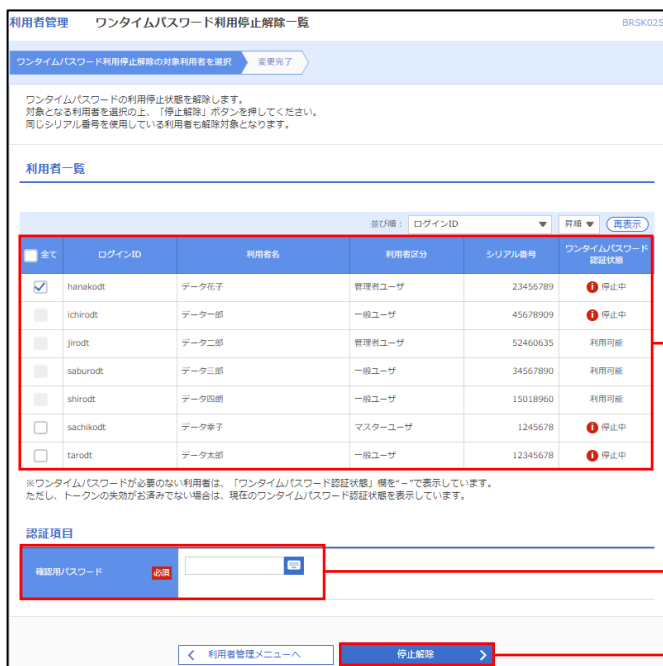 利用者管理 ワンタイムパスワード利用停止解除一覧 BRSK025
ワンタイムパスワード利用停止解除の対象利用者を選択 変更完了
ワンタイムパスワードの利用停止状態を解除します。
対象となる利用者を選択の上、「停止解除」ボタンを押してください。
同じシリアル番号を使用している利用者も解除対象となります。
利用者一覧
並び順： ログインID ▼ 昇順 ▼ 再表示
全て ログインID 利用者名 利用者区分 シリアル番号 ワンタイムパスワード
認証状態
hanakodt データ花子 管理者ユーザ 23456789 停止中
ichirodt データ一郎 一般ユーザ 45678909 停止中
jirodt データ二郎 管理者ユーザ 52460635 利用可能
saburodt データ三郎 一般ユーザ 34567890 利用可能
shirodt データ四朗 一般ユーザ 15018960 利用可能
sachikodt データ幸子 マスターユーザ 1245678 停止中
tarodt データ太郎 一般ユーザ 12345678 停止中
※ワンタイムパスワードが必要のない利用者は、「ワンタイムパスワード認証状態」欄を"－"で表示しています。
ただし、トークンの失効がお済みでない場合は、現在のワンタイムパスワード認証状態を表示しています。
認証項目
確認用パスワード 必須
利用者管理メニューへ 停止解除